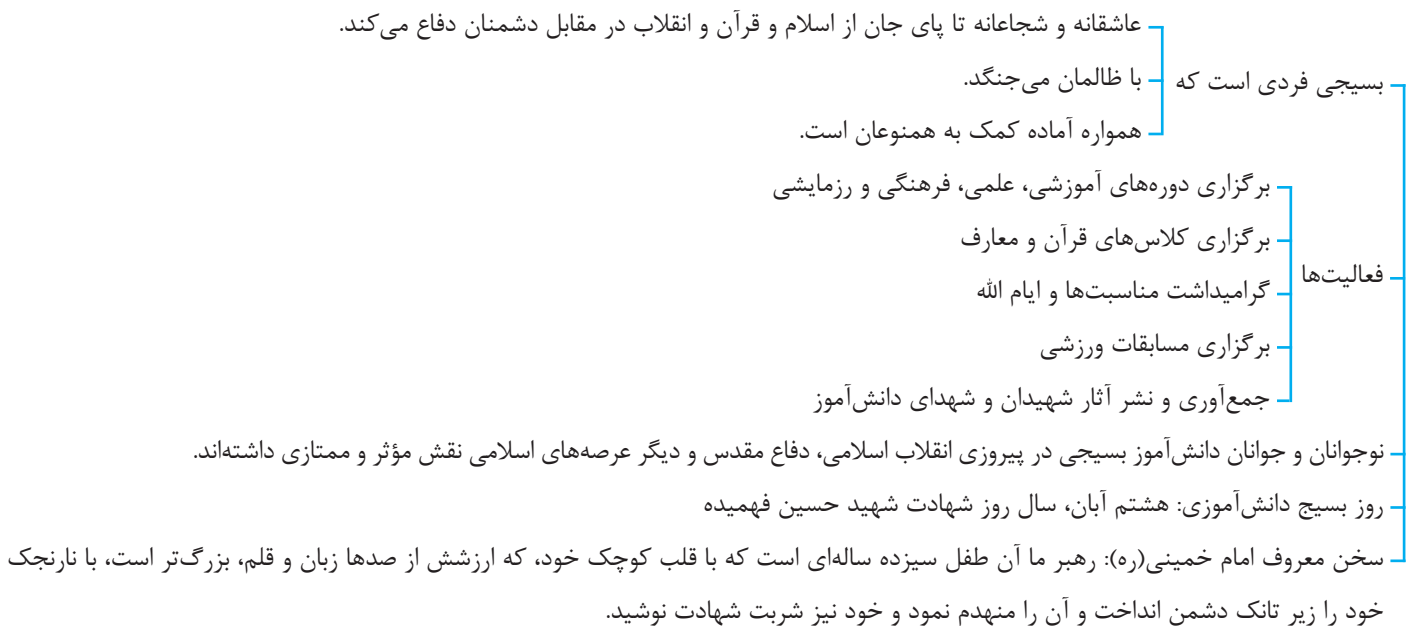 بسیجی فردی است که
عاشقانه و شجاعانه تا پای جان از اسلام و قرآن و انقلاب در مقابل دشمنان دفاع می‌کند.
با ظالمان می‌جنگد.
همواره آماده کمک به همنوعان است.
فعالیت‌ها
برگزاری دوره‌های آموزشی، علمی، فرهنگی و رزمایشی
برگزاری کلاس‌های قرآن و معارف
گرامیداشت مناسبت‌ها و ایام الله
برگزاری مسابقات ورزشی
جمع‌آوری و نشر آثار شهیدان و شهدای دانش‌آموز
نوجوانان و جوانان دانش‌آموز بسیجی در پیروزی انقلاب اسلامی، دفاع مقدس و دیگر عرصه‌های اسلامی نقش مؤثر و ممتازی داشته‌اند.
روز بسیج دانش‌آموزی: هشتم آبان، سال روز شهادت شهید حسین فهمیده
سخن معروف امام خمینی(ره): رهبر ما آن طفل سیزده ساله‌ای است که با قلب کوچک خود، که ارزشش از صدها زبان و قلم، بزرگ‌تر است، با نارنجک
خود را زیر تانک دشمن انداخت و آن را منهدم نمود و خود نیز شربت شهادت نوشید.